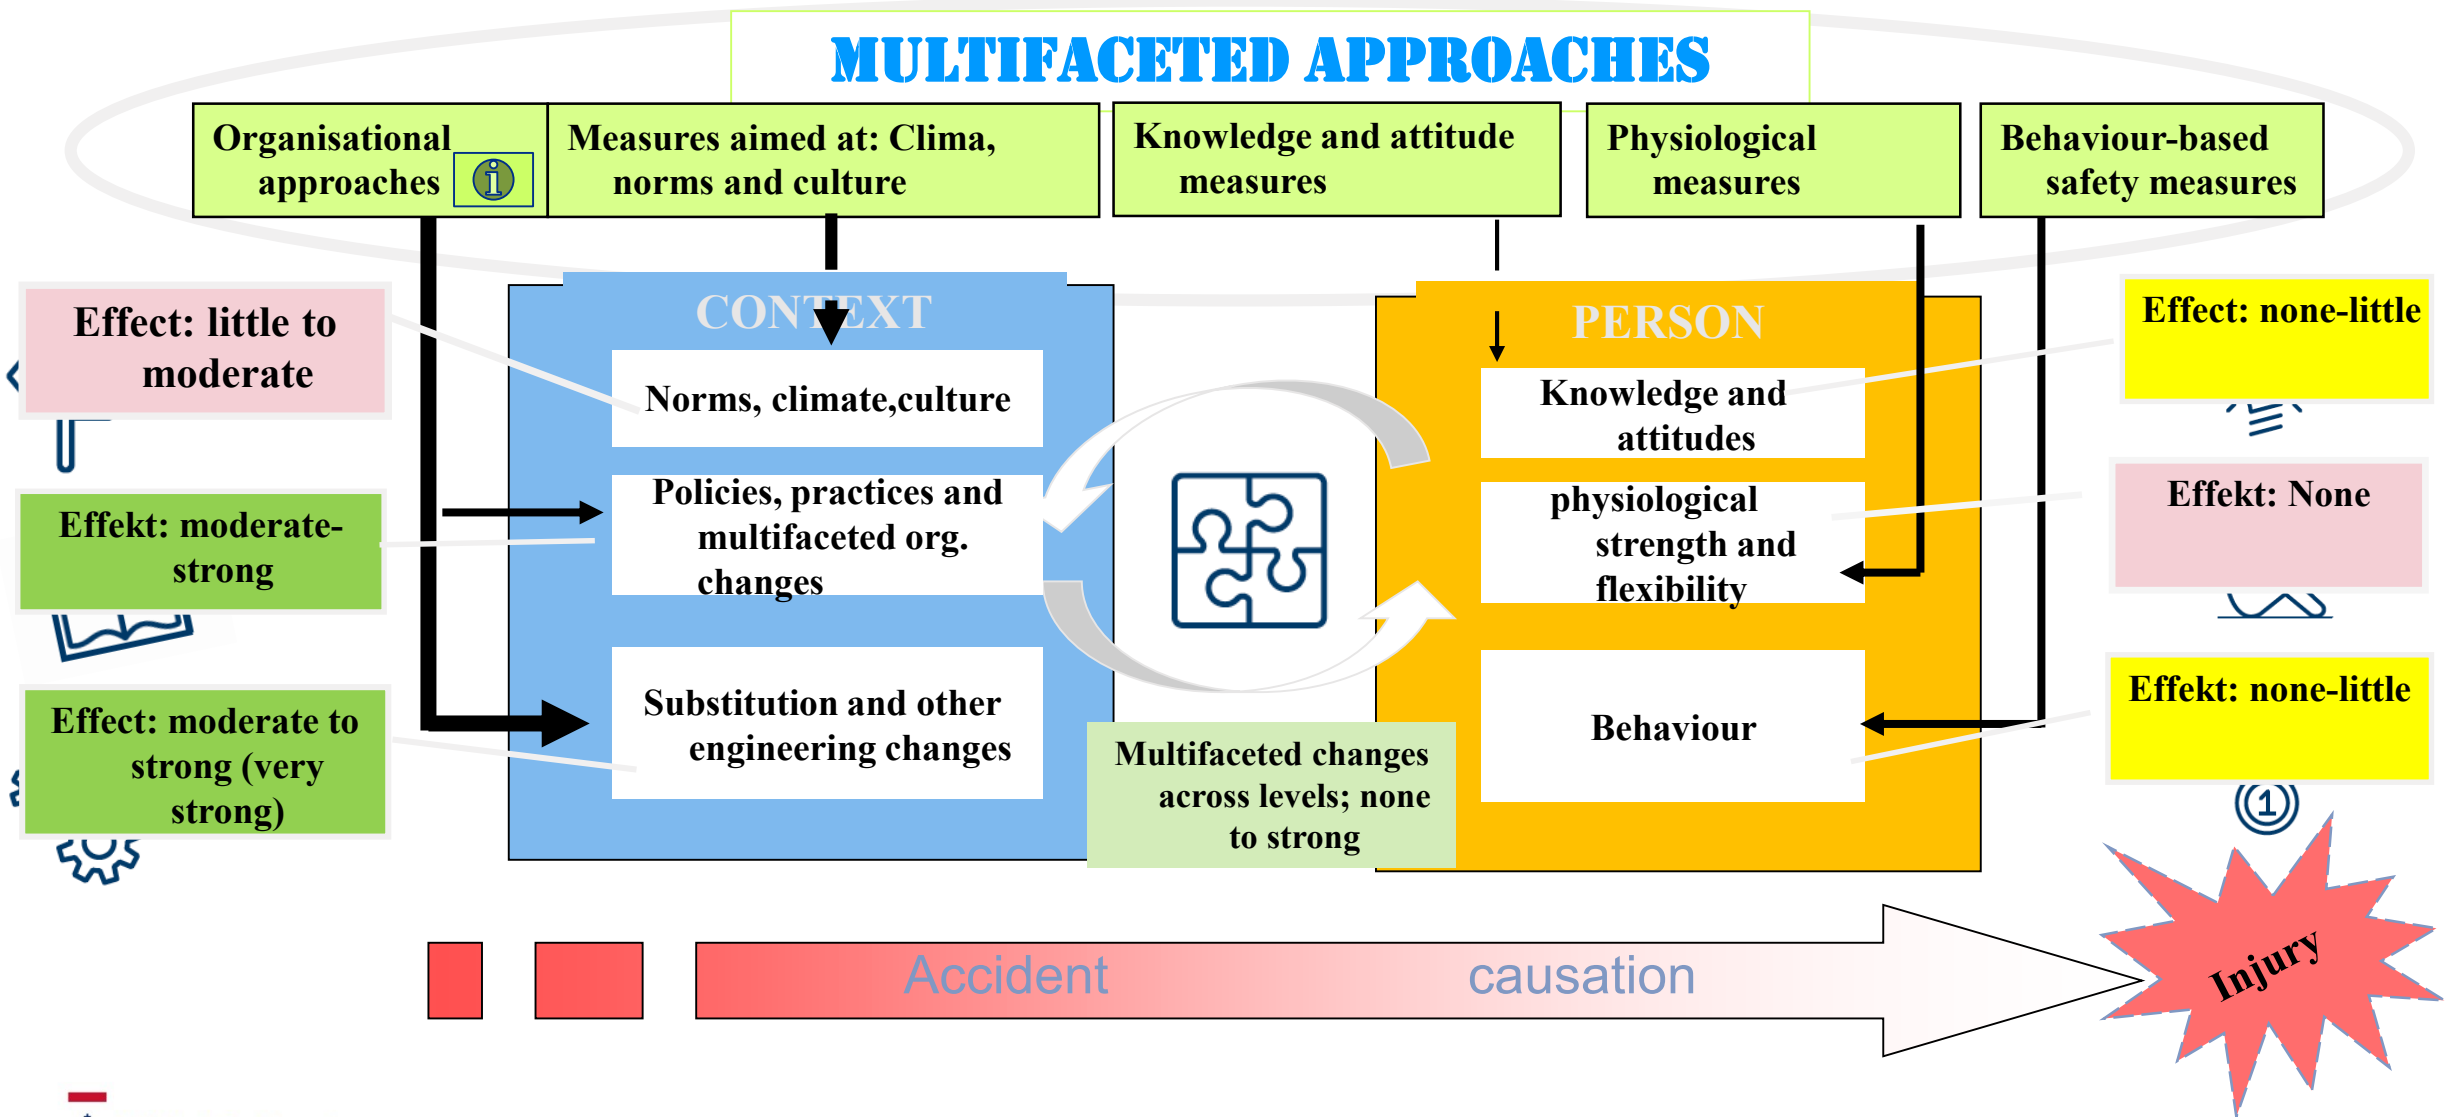 MULTIFACETED APPROACHES
Organisational
approaches
Measures aimed at: Clima,
norms and culture
Knowledge and attitude
measures
Physiological
measures
Behaviour-based
safety measures
CONTEXT
PERSON
Effect: little to
moderate
Norms, climate,culture
Knowledge and
attitudes
Effect: none-little
Effekt: moderate-
strong
Policies, practices and
multifaceted org.
changes
physiological
strength and
flexibility
Effekt: None
Effect: moderate to
strong (very
strong)
Substitution and other
engineering changes
Multifaceted changes
across levels; none
to strong
Behaviour
Effekt: none-little
1
Accident causation
Injury